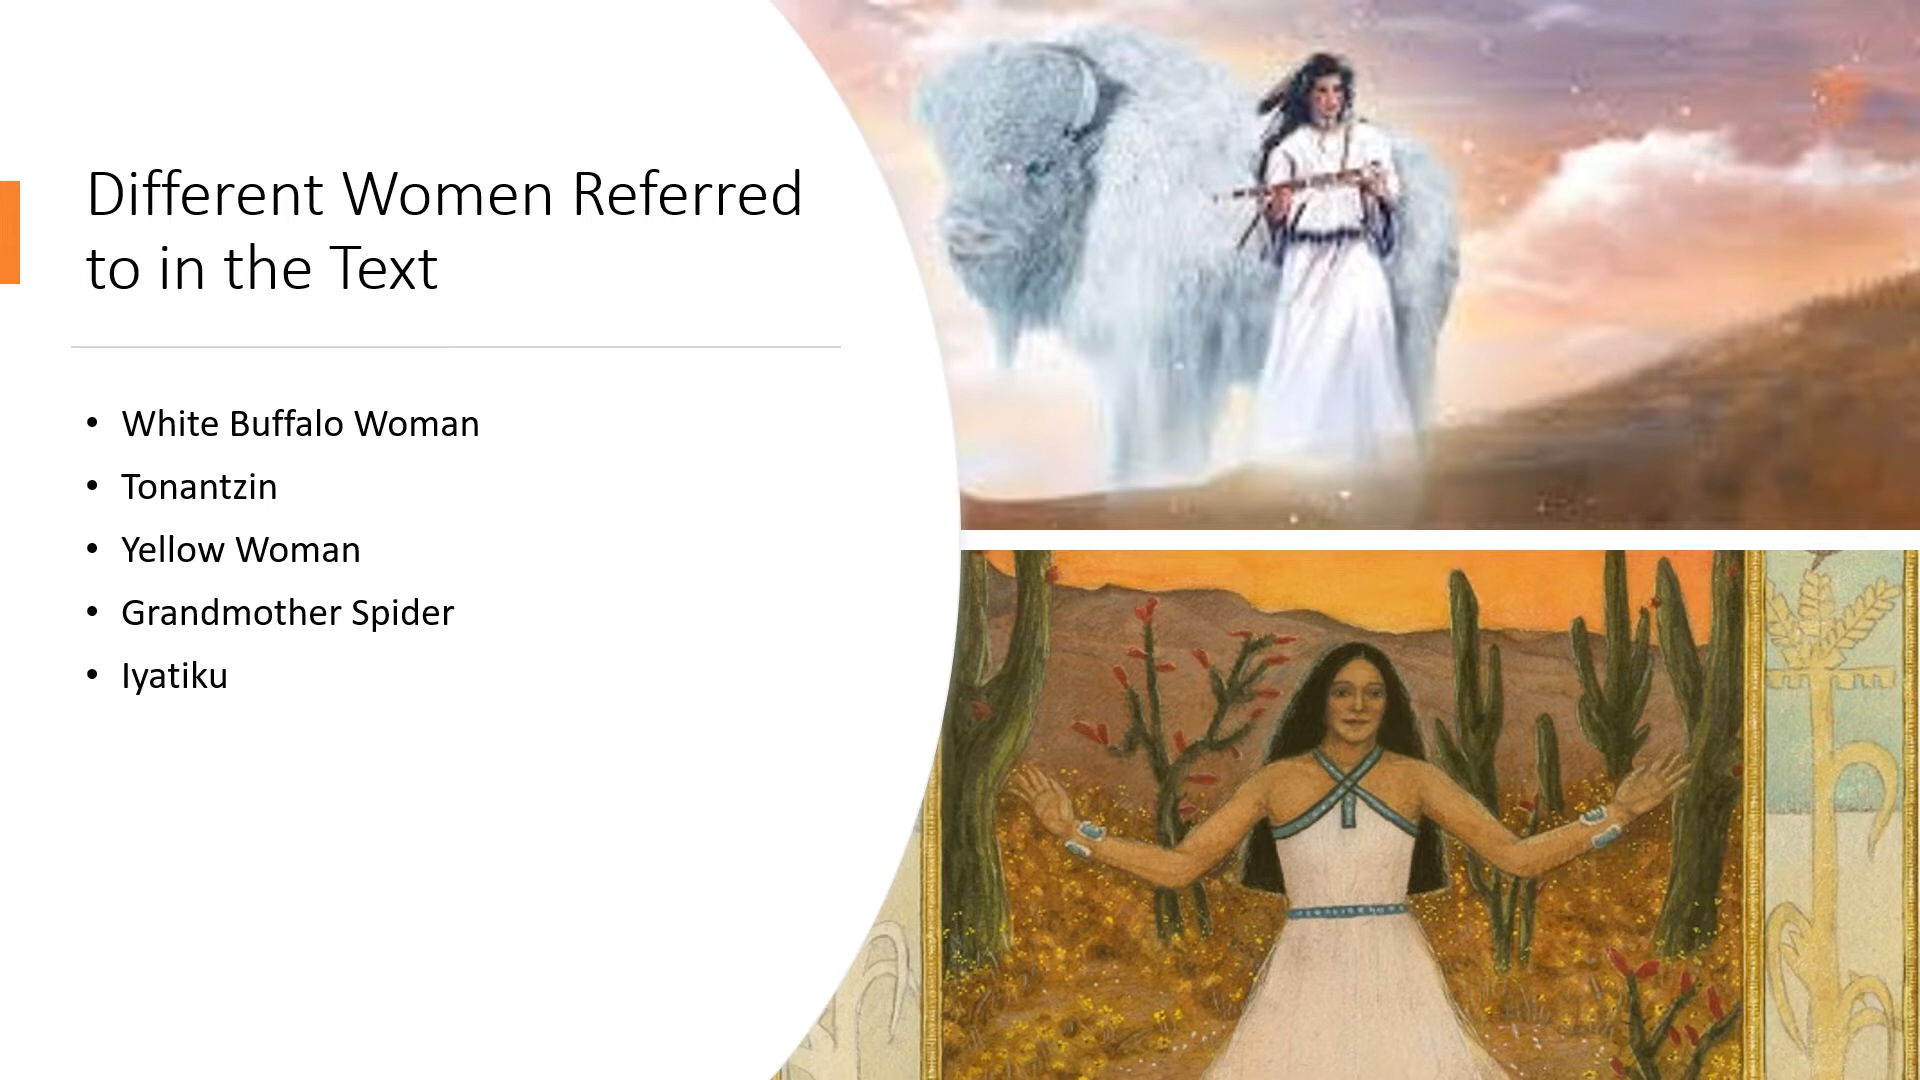 Different Women Referred
to in the Text
• White Buffalo Woman
• Tonantzin
• Yellow Woman
• Grandmother Spider
• Iyatiku